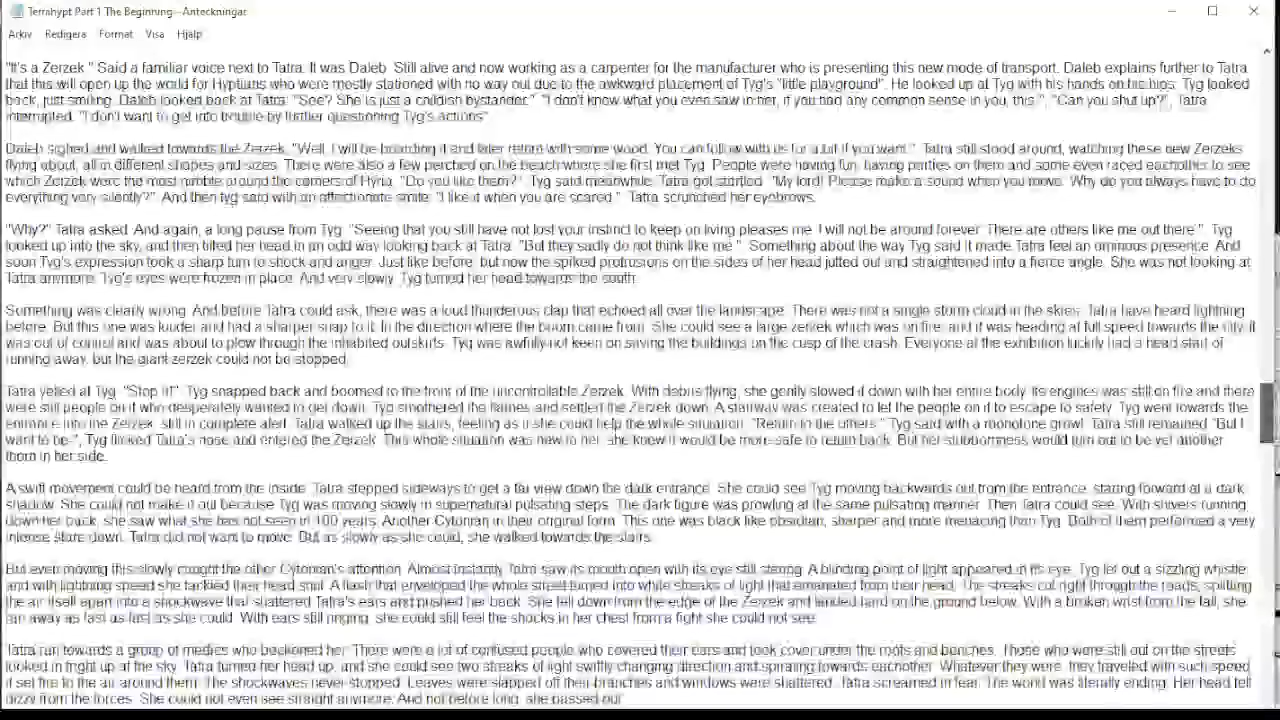 Terrahypt Part 1 The Beginning - Anteckningar
Arkiv Redigera Format Visa Hjälp
"It's a Zerzek." Said a familiar voice next to Tatra. It was Daleb. Still alive and now working as a carpenter for the manufacturer who is presenting this new mode of transport. Daleb explains further to Tatra
that this will open up the world for Hyptians who were mostly stationed with no way out due to the awkward placement of Tyg's "little playground". He looked up at Tyg with his hands on his hips. Tyg looked
back, just smiling. Daleb looked back at Tatra. "See? She is just a childish bystander." "I don't know what you even saw in her, if you had any common sense in you, this." "Can you shut up?", Tatra
interrupted. "I don't want to get into trouble by further questioning Tyg's actions"
Daleb sighed and walked towards the Zerzek. "Well, I will be boarding it and later return with some wood. You can follow with us for a bit if you want." Tatra still stood around, watching these new Zerzeks
flying about, all in different shapes and sizes. There were also a few perched on the beach where she first met Tyg. People were having fun, having parties on them and some even raced eachother to see
which Zerzek were the most nimble around the corners of Hyria. "Do you like them?" Tyg said meanwhile. Tatra got startled. "My lord! Please make a sound when you move. Why do you always have to do
everything very silently?" And then tyg said with an affectionate smile. "I like it when you are scared." Tatra scrunched her eyebrows.
"Why?" Tatra asked. And again, a long pause from Tyg. "Seeing that you still have not lost your instinct to keep on living pleases me. I will not be around forever. There are others like me out there." Tyg
looked up into the sky, and then tilted her head in an odd way looking back at Tatra. "But they sadly do not think like me." Something about the way Tyg said it made Tatra feel an ominous presence. And
soon Tyg's expression took a sharp turn to shock and anger. Just like before, but now the spiked protrusions on the sides of her head jutted out and straightened into a fierce angle. She was not looking at
Tatra anymore. Tyg's eyes were frozen in place. And very slowly, Tyg turned her head towards the south.
Something was clearly wrong. And before Tatra could ask, there was a loud thunderous clap that echoed all over the landscape. There was not a single storm cloud in the skies. Tatra have heard lightning
before. But this one was louder and had a sharper snap to it. In the direction where the boom came from. She could see a large zerzek which was on fire, and it was heading at full speed towards the city. It
was out of control and was about to plow through the inhabited outskirts. Tyg was awfully not keen on saving the buildings on the cusp of the crash. Everyone at the exhibition luckily had a head start of
running away, but the giant zerzek could not be stopped.
Tatra yelled at Tyg. "Stop it!" Tyg snapped back and boomed to the front of the uncontrollable Zerzek. With debris flying, she gently slowed it down with her entire body. Its engines was still on fire and there
were still people on it who desperately wanted to get down. Tyg smothered the flames and settled the Zerzek down. A stairway was created to let the people on it to escape to safety. Tyg went towards the
entrance into the Zerzek, still in complete alert. Tatra walked up the stairs, feeling as if she could help the whole situation. "Return to the others." Tyg said with a monotone growl. Tatra still remained. "But I
want to be-", Tyg flicked Tatra's nose and entered the Zerzek. This whole situation was new to her, she knew it would be more safe to return back. But her stubbornness would turn out to be yet another
thorn in her side.
A swift movement could be heard from the inside. Tatra stepped sideways to get a fair view down the dark entrance. She could see Tyg moving backwards out from the entrance, staring forward at a dark
shadow. She could not make it out because Tyg was moving slowly in supernatural pulsating steps. The dark figure was prowling at the same pulsating manner. Then Tatra could see. With shivers running
down her back, she saw what she has not seen in 100 years. Another Cytorian in their original form. This one was black like obsidian, sharper and more menacing than Tyg. Both of them performed a very
intense stare down. Tatra did not want to move. But as slowly as she could, she walked towards the stairs.
But even moving this slowly caught the other Cytorian's attention. Almost instantly, Tatra saw its mouth open with its eye still strong. A blinding point of light appeared in its eye. Tyg let out a sizzling whistle
and with lightning speed she tackled their head shut. A flash that enveloped the whole street turned into white streaks of light that emanated from their head. The streaks cut right through the roads, splitting
the air itself apart into a shockwave that shattered Tatra's ears and pushed her back. She fell down from the edge of the Zerzek and landed hard on the ground below. With a broken wrist from the fall, she
ran away as fast as fast as she could. With ears still ringing, she could still feel the shocks in her chest from a fight she could not see.
Tatra ran towards a group of medics who beckoned her. There were a lot of confused people who covered their ears and took cover under the roofs and benches. Those who were still out on the streets
looked in fright up at the sky. Tatra turned her head up, and she could see two streaks of light swiftly changing direction and spiraling towards eachother. Whatever they were, they traveled with such speed
it set fire to the air around them. The shockwaves never stopped. Leaves were slapped off their branches and windows were shattered. Tatra screamed in fear. The world was literally ending. Her head felt
dizzy from the forces. She could not even see straight anymore. And not before long, she passed out.